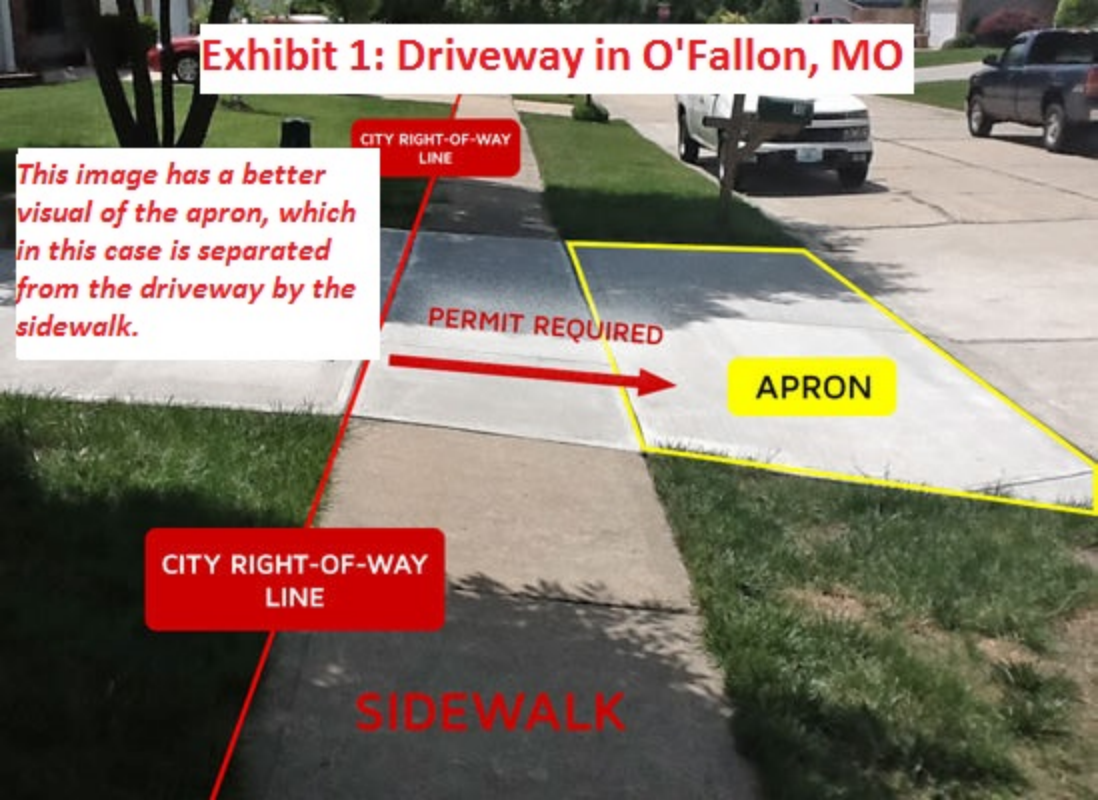 Exhibit 1: Driveway in O'Fallon, MO
CITY RIGHT-OF-WAY
LINE
This image has a better
visual of the apron, which
in this case is separated
from the driveway by the
sidewalk.
PERMIT REQUIRED
APRON
CITY RIGHT-OF-WAY
LINE
SIDEWALK